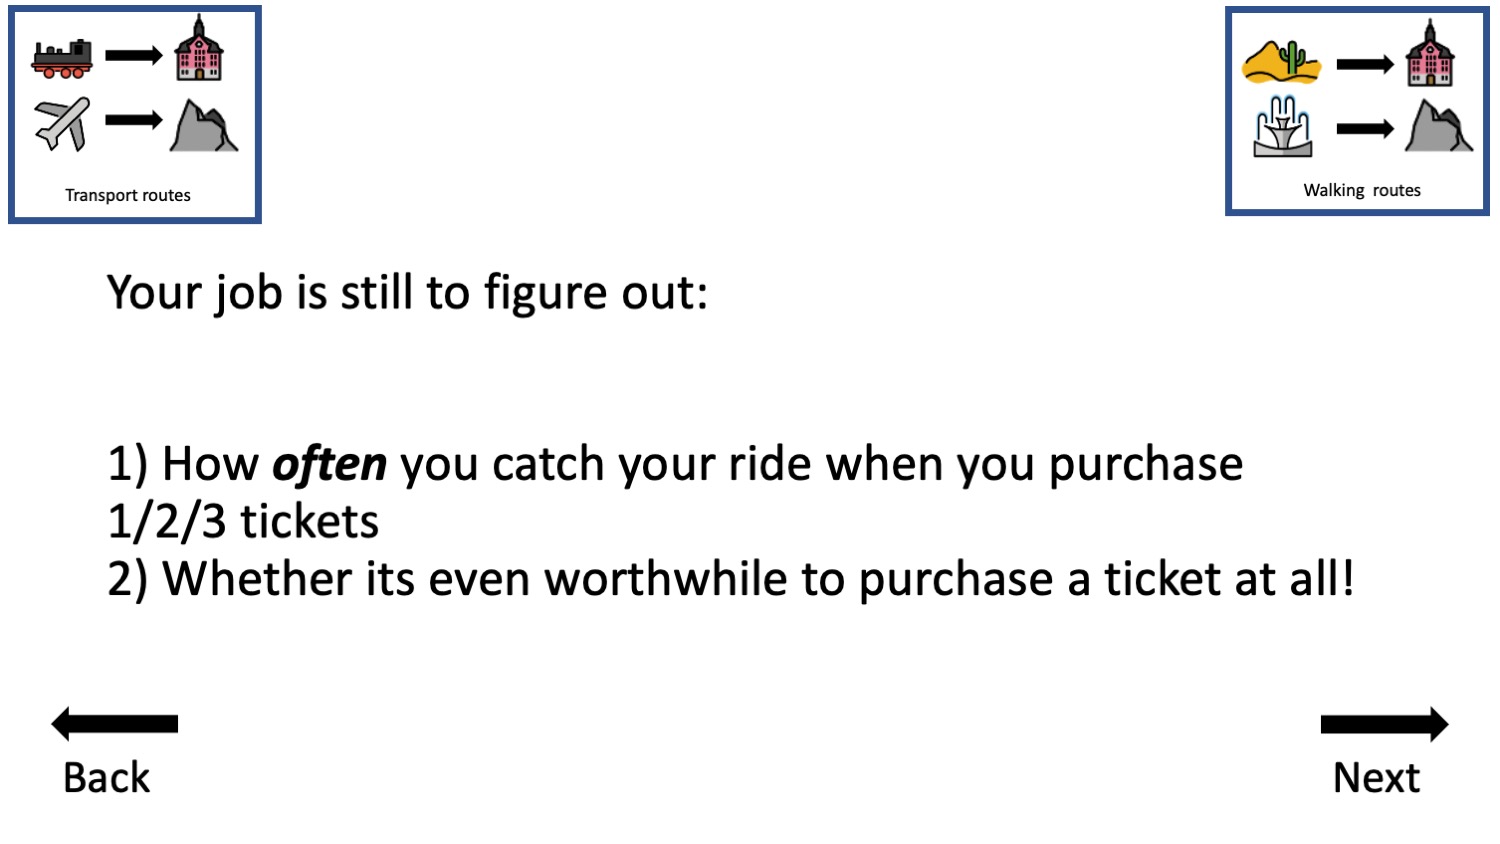 Transport routes
Walking routes
Your job is still to figure out:
1) How often you catch your ride when you purchase
1/2/3 tickets
2) Whether its even worthwhile to purchase a ticket at all!
Back
Next